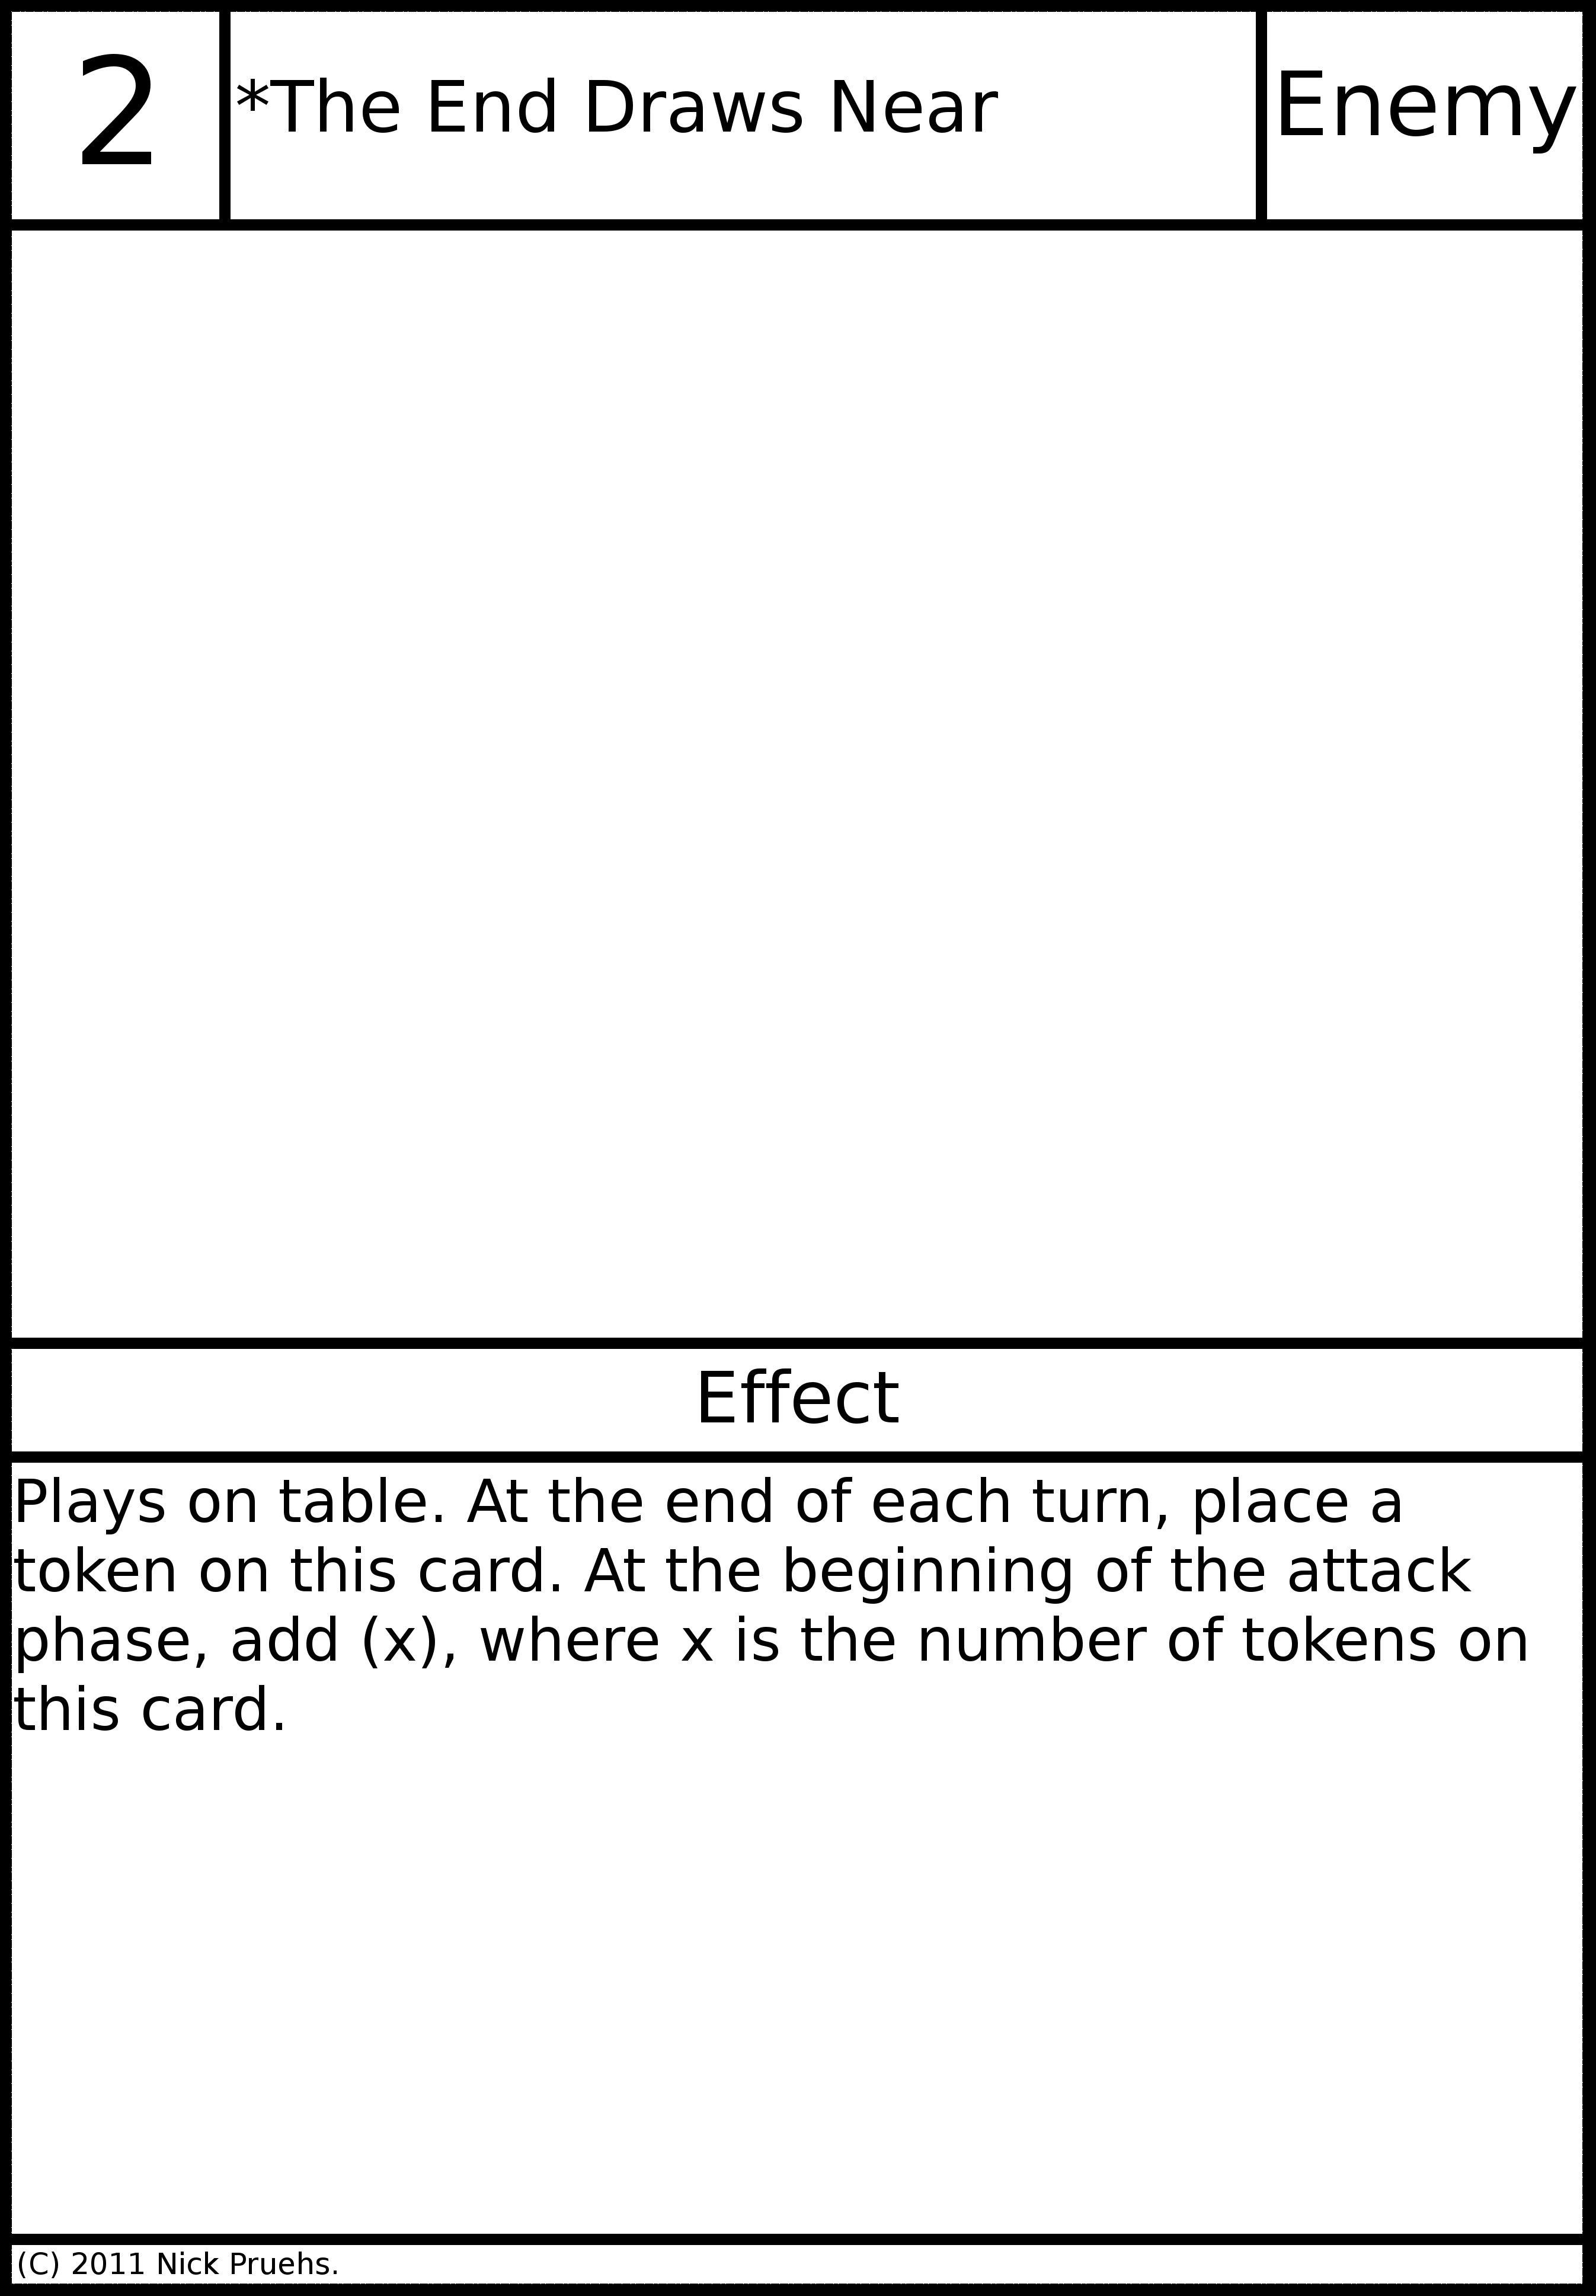 2
*The End Draws Near
Enemy
Effect
Plays on table. At the end of each turn, place a
token on this card. At the beginning of the attack
phase, add (x), where x is the number of tokens on
this card.
(C) 2011 Nick Pruehs.